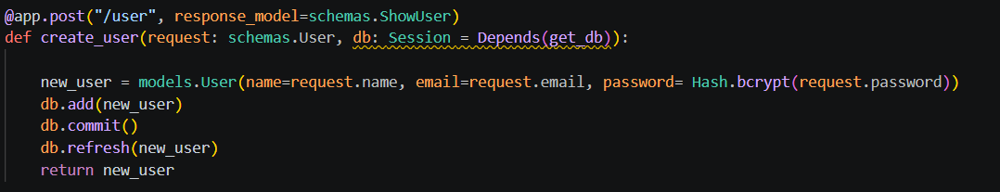 @app.post("/user", response_model=schemas.ShowUser)
def create_user(request: schemas.User, db: Session = Depends(get_db)):
    new_user = models.User(name=request.name, email=request.email, password= Hash.bcrypt(request.password))
    db.add(new_user)
    db.commit()
    db.refresh(new_user)
    return new_user